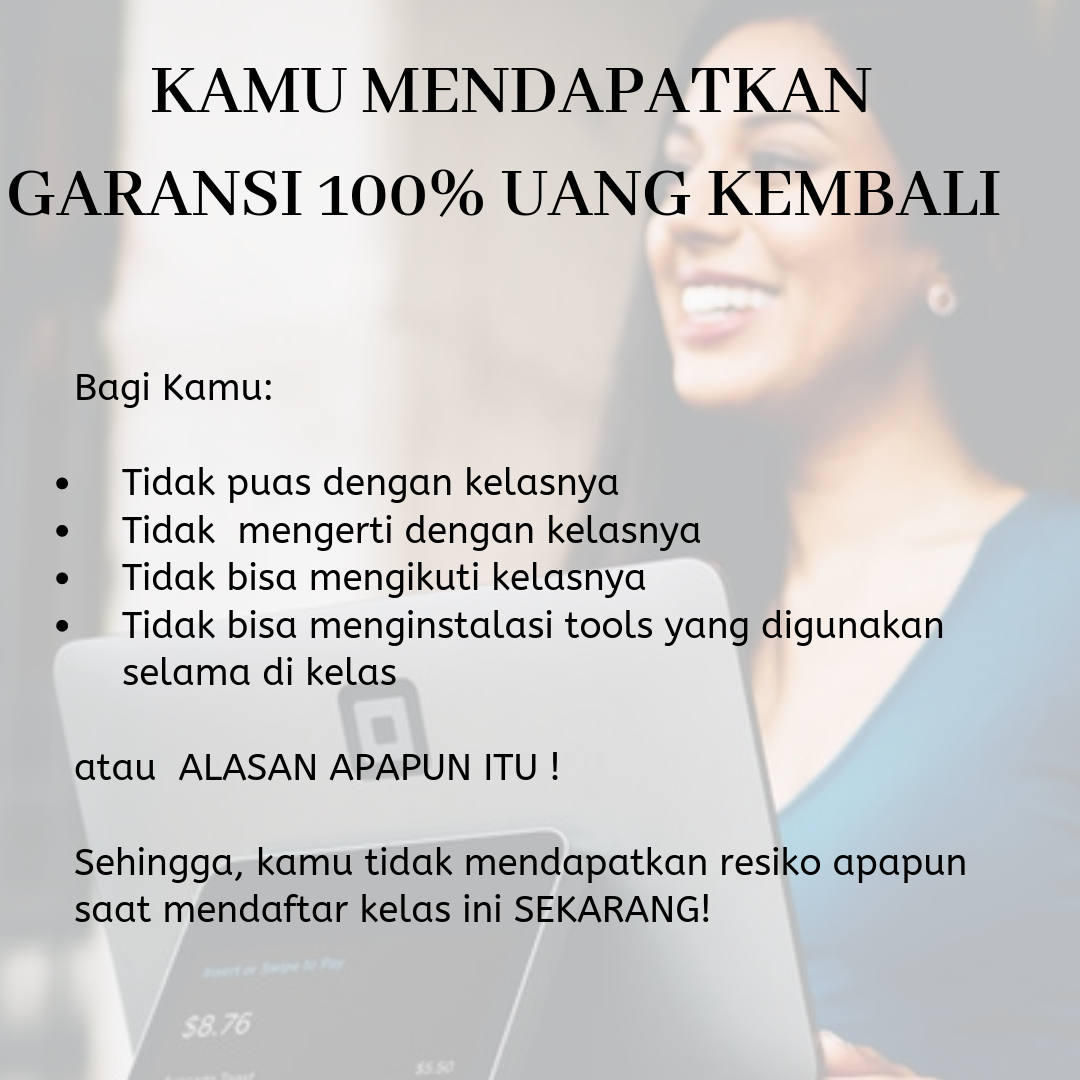 KAMU MENDAPATKAN
GARANSI 100% UANG KEMBALI
Bagi Kamu:
• Tidak puas dengan kelasnya
• Tidak  mengerti dengan kelasnya
• Tidak bisa mengikuti kelasnya
• Tidak bisa menginstalasi tools yang digunakan
selama di kelas
atau  ALASAN APAPUN ITU !
Sehingga, kamu tidak mendapatkan resiko apapun
saat mendaftar kelas ini SEKARANG!
Insert or Swipe to Pay
$8.76
$5.50